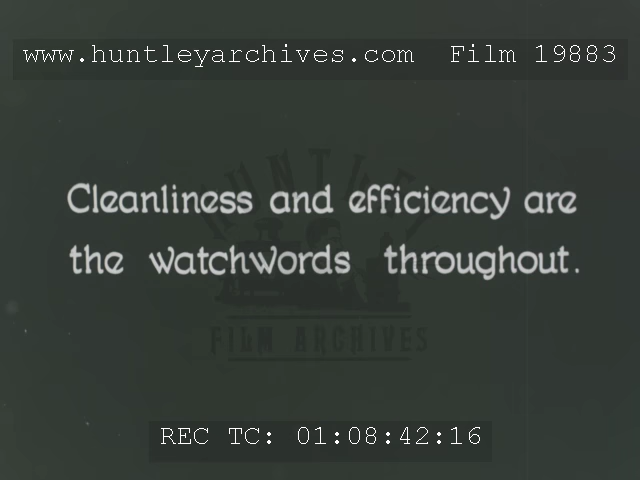 www.huntleyarchives.com Film 19883
HUNTLEY
Cleanliness and efficiency are
the watchwords throughout.
FILM ARCHIVES
REC TC: 01:08:42:16